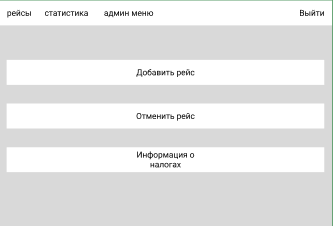 рейсы статистика админ меню Выйти
Добавить рейс
Отменить рейс
Информация о
налогах